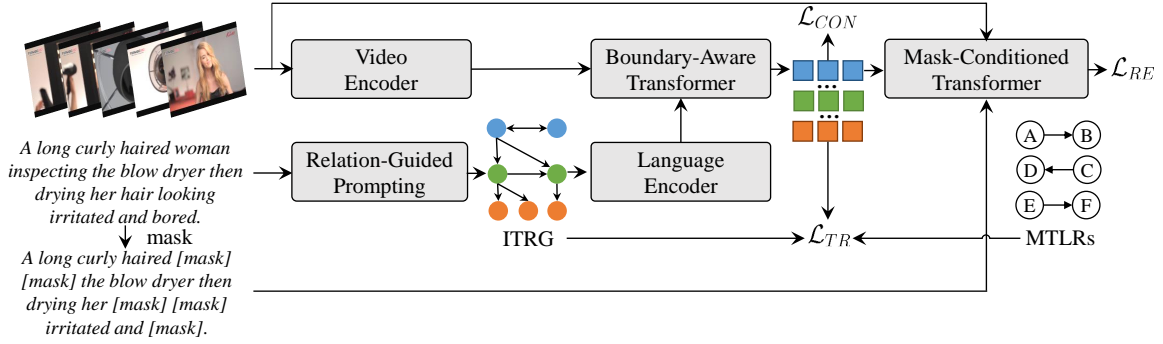 A long curly haired woman
inspecting the blow dryer then
drying her hair looking
irritated and bored.
mask
A long curly haired [mask]
[mask] the blow dryer then
drying her [mask] [mask]
irritated and [mask].
Video
Encoder
Relation-Guided
Prompting
ITRG
Boundary-Aware
Transformer
Language
Encoder
L_CON
...
...
L_TR
Mask-Conditioned
Transformer
L_RE
A B
D C
E F
MTLRs